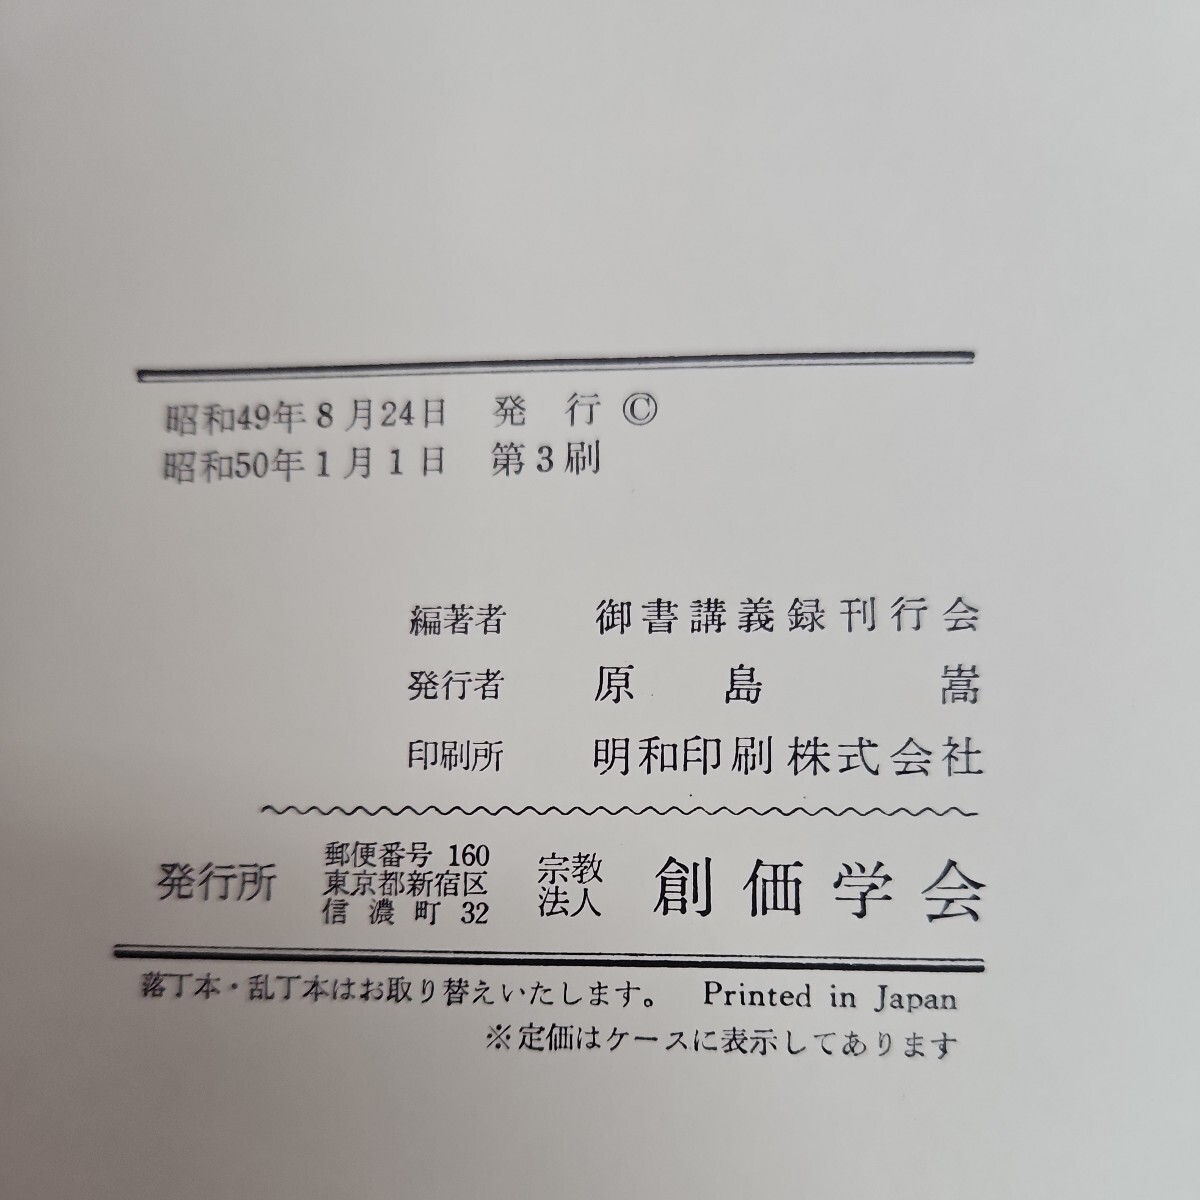 昭和49年8月24日 発行 ©
昭和50年1月1日 第3刷
編著者 御書講義録刊行会
発行者 原島 嵩
印刷所 明和印刷株式会社
発行所 郵便番号 160 東京都新宿区 信濃町 32 宗教法人 創価学会
落丁本・乱丁本はお取り替えいたします。 Printed in Japan
※定価はケースに表示してあります